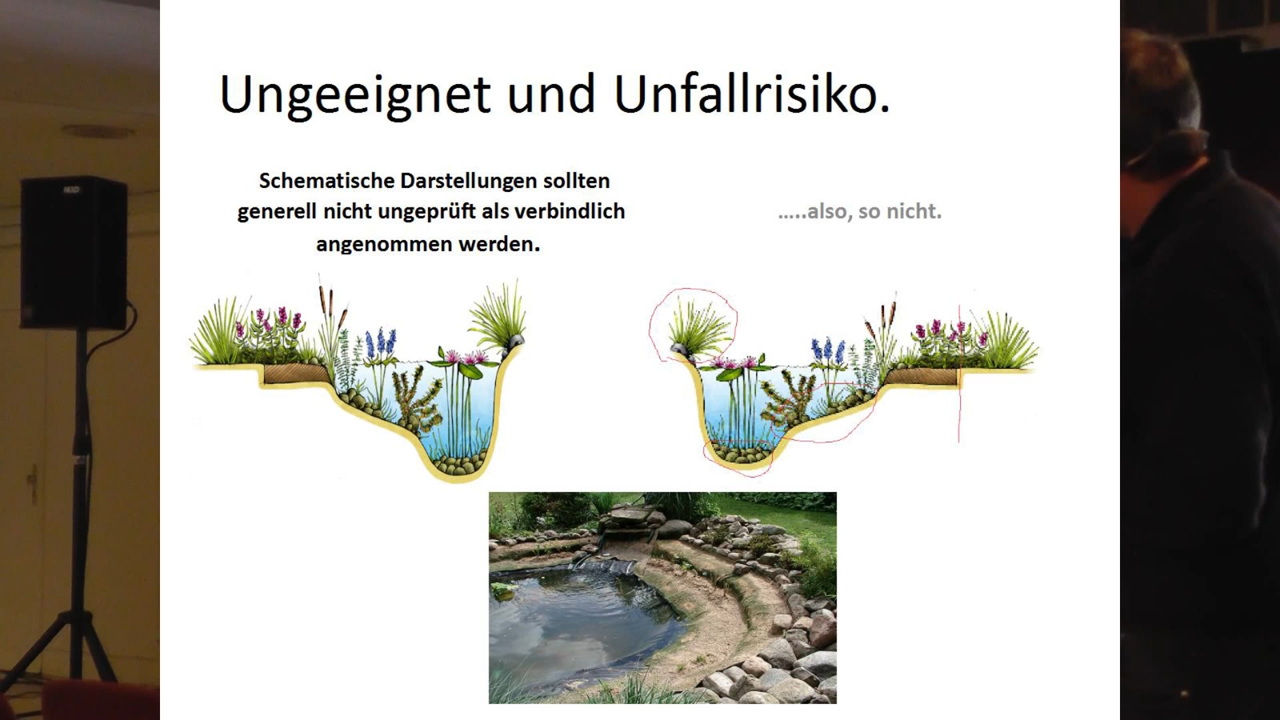 Ungeeignet und Unfallrisiko.
Schematische Darstellungen sollten
generell nicht ungeprüft als verbindlich
angenommen werden.
…..also, so nicht.